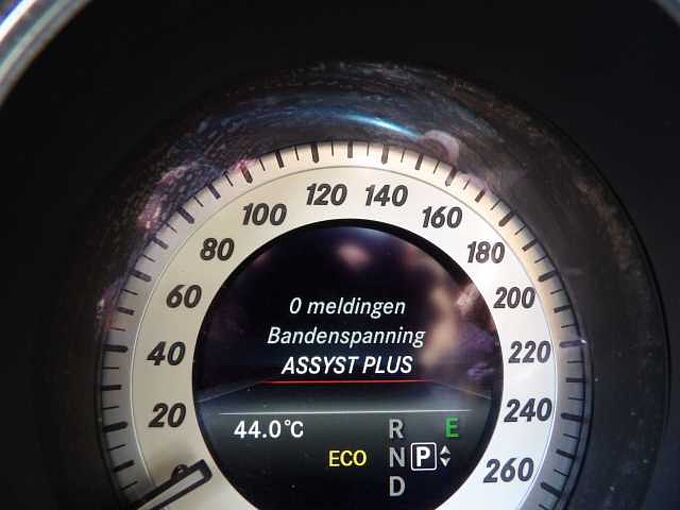 120 140
100 160
80 180
60 200
0 meldingen
Bandenspanning
40 220
ASSYST PLUS
20 240
44.0°C R E
ECO N P
0 260
D